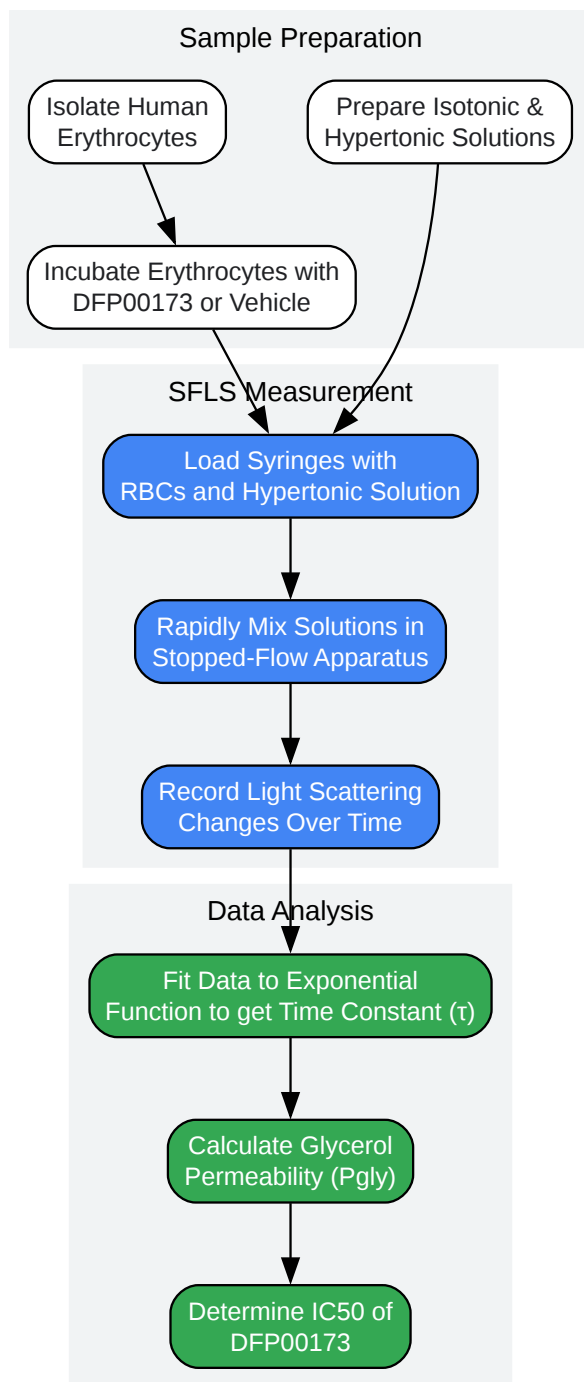 Sample Preparation
Isolate Human
Erythrocytes
Prepare Isotonic &
Hypertonic Solutions
Incubate Erythrocytes with
DFP00173 or Vehicle
SFLS Measurement
Load Syringes with
RBCs and Hypertonic Solution
Rapidly Mix Solutions in
Stopped-Flow Apparatus
Record Light Scattering
Changes Over Time
Data Analysis
Fit Data to Exponential
Function to get Time Constant (τ)
Calculate Glycerol
Permeability (Pgly)
Determine IC50 of
DFP00173